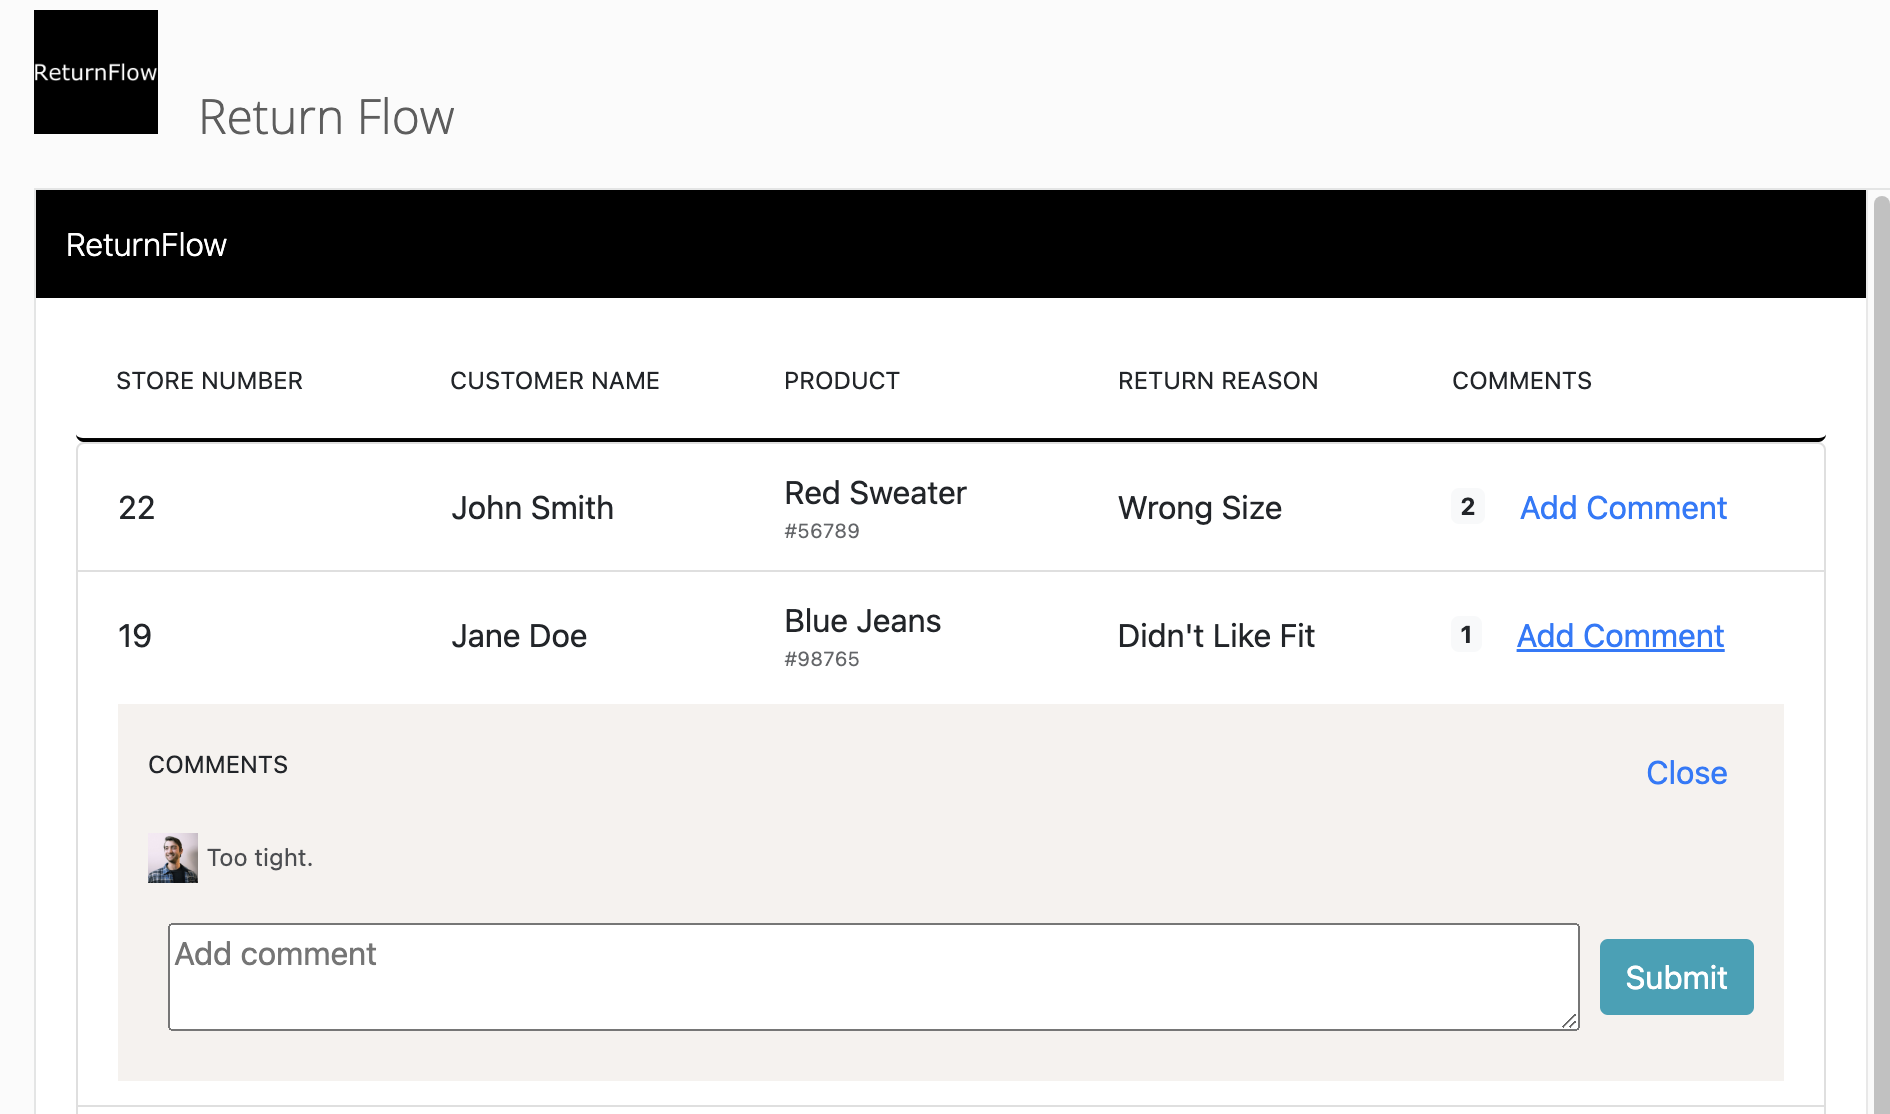 ReturnFlow
Return Flow
ReturnFlow
STORE NUMBER CUSTOMER NAME PRODUCT RETURN REASON COMMENTS
22 John Smith Red Sweater Wrong Size 2 Add Comment
#56789
19 Jane Doe Blue Jeans Didn't Like Fit 1 Add Comment
#98765
COMMENTS
Close
Too tight.
Add comment
Submit